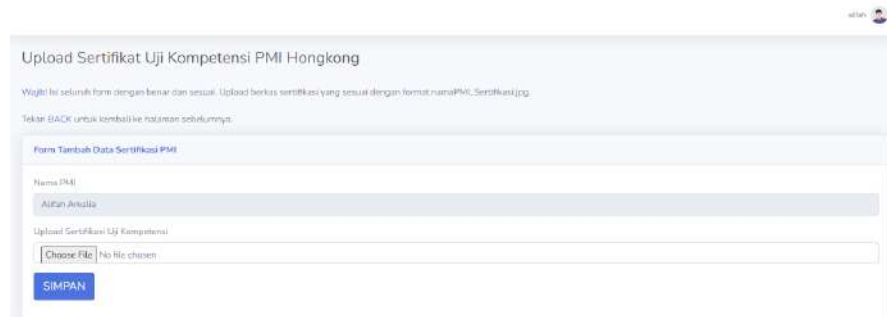 alifah
Upload Sertifikat Uji Kompetensi PMI Hongkong
Wajib! Isi seluruh form dengan benar dan sesuai. Upload berkas sertifikasi yang sesuai dengan format namaPMI_Sertifikasi.jpg.
Tekan BACK untuk kembali ke halaman sebelumnya.
Form Tambah Data Sertifikasi PMI
Nama PMI
Alifah Amalia
Upload Sertifikasi Uji Kompetensi
Choose File No file chosen
SIMPAN